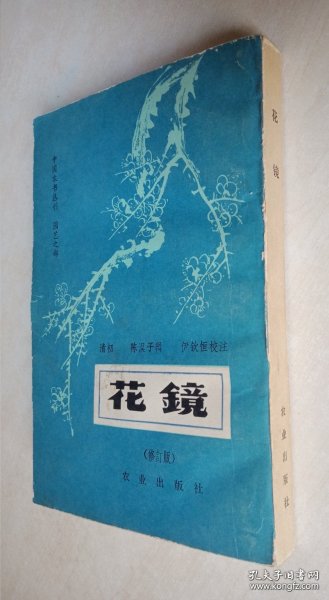 中国农书丛刊 园艺之部
清初 陈淏子辑 伊钦恒校注
花鏡
(修訂版)
农业出版社
花鏡
农业出版社
孔夫子旧书网